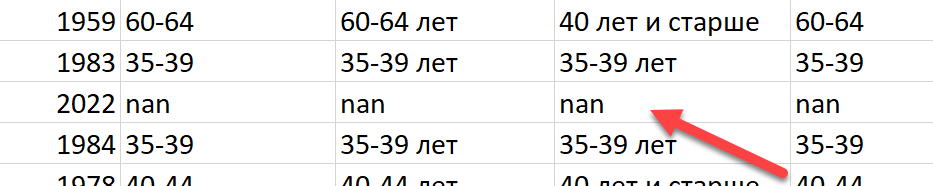 1959 60-64 60-64 лет 40 лет и старше 60-64
1983 35-39 35-39 лет 35-39 лет 35-39
2022 nan nan nan nan
1984 35-39 35-39 лет 35-39 лет 35-39
1978 40-44 40-44 лет 40 лет и старше 40-44